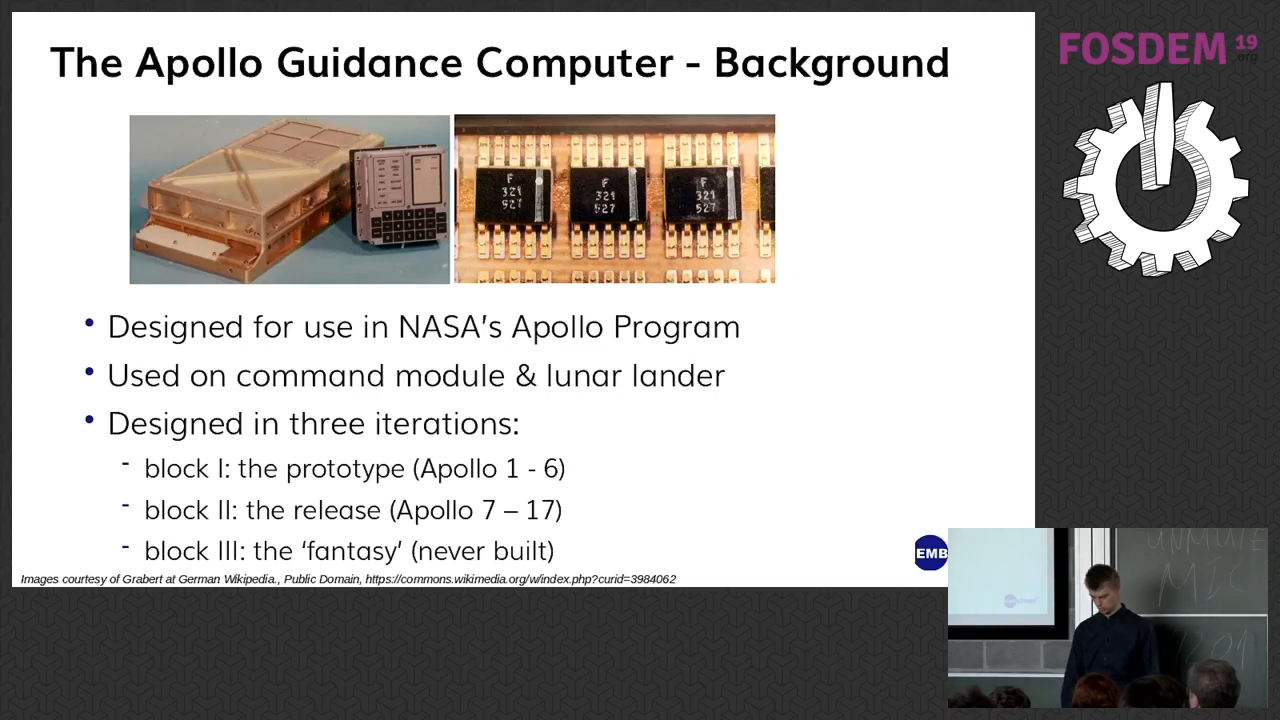 The Apollo Guidance Computer - Background
FOSDEM 19
.org
F
321
527
F
321
527
F
321
527
• Designed for use in NASA's Apollo Program
• Used on command module & lunar lander
• Designed in three iterations:
- block I: the prototype (Apollo 1 - 6)
- block II: the release (Apollo 7 – 17)
- block III: the ‘fantasy’ (never built)
EMB
Images courtesy of Grabert at German Wikipedia., Public Domain, https://commons.wikimedia.org/w/index.php?curid=3984062